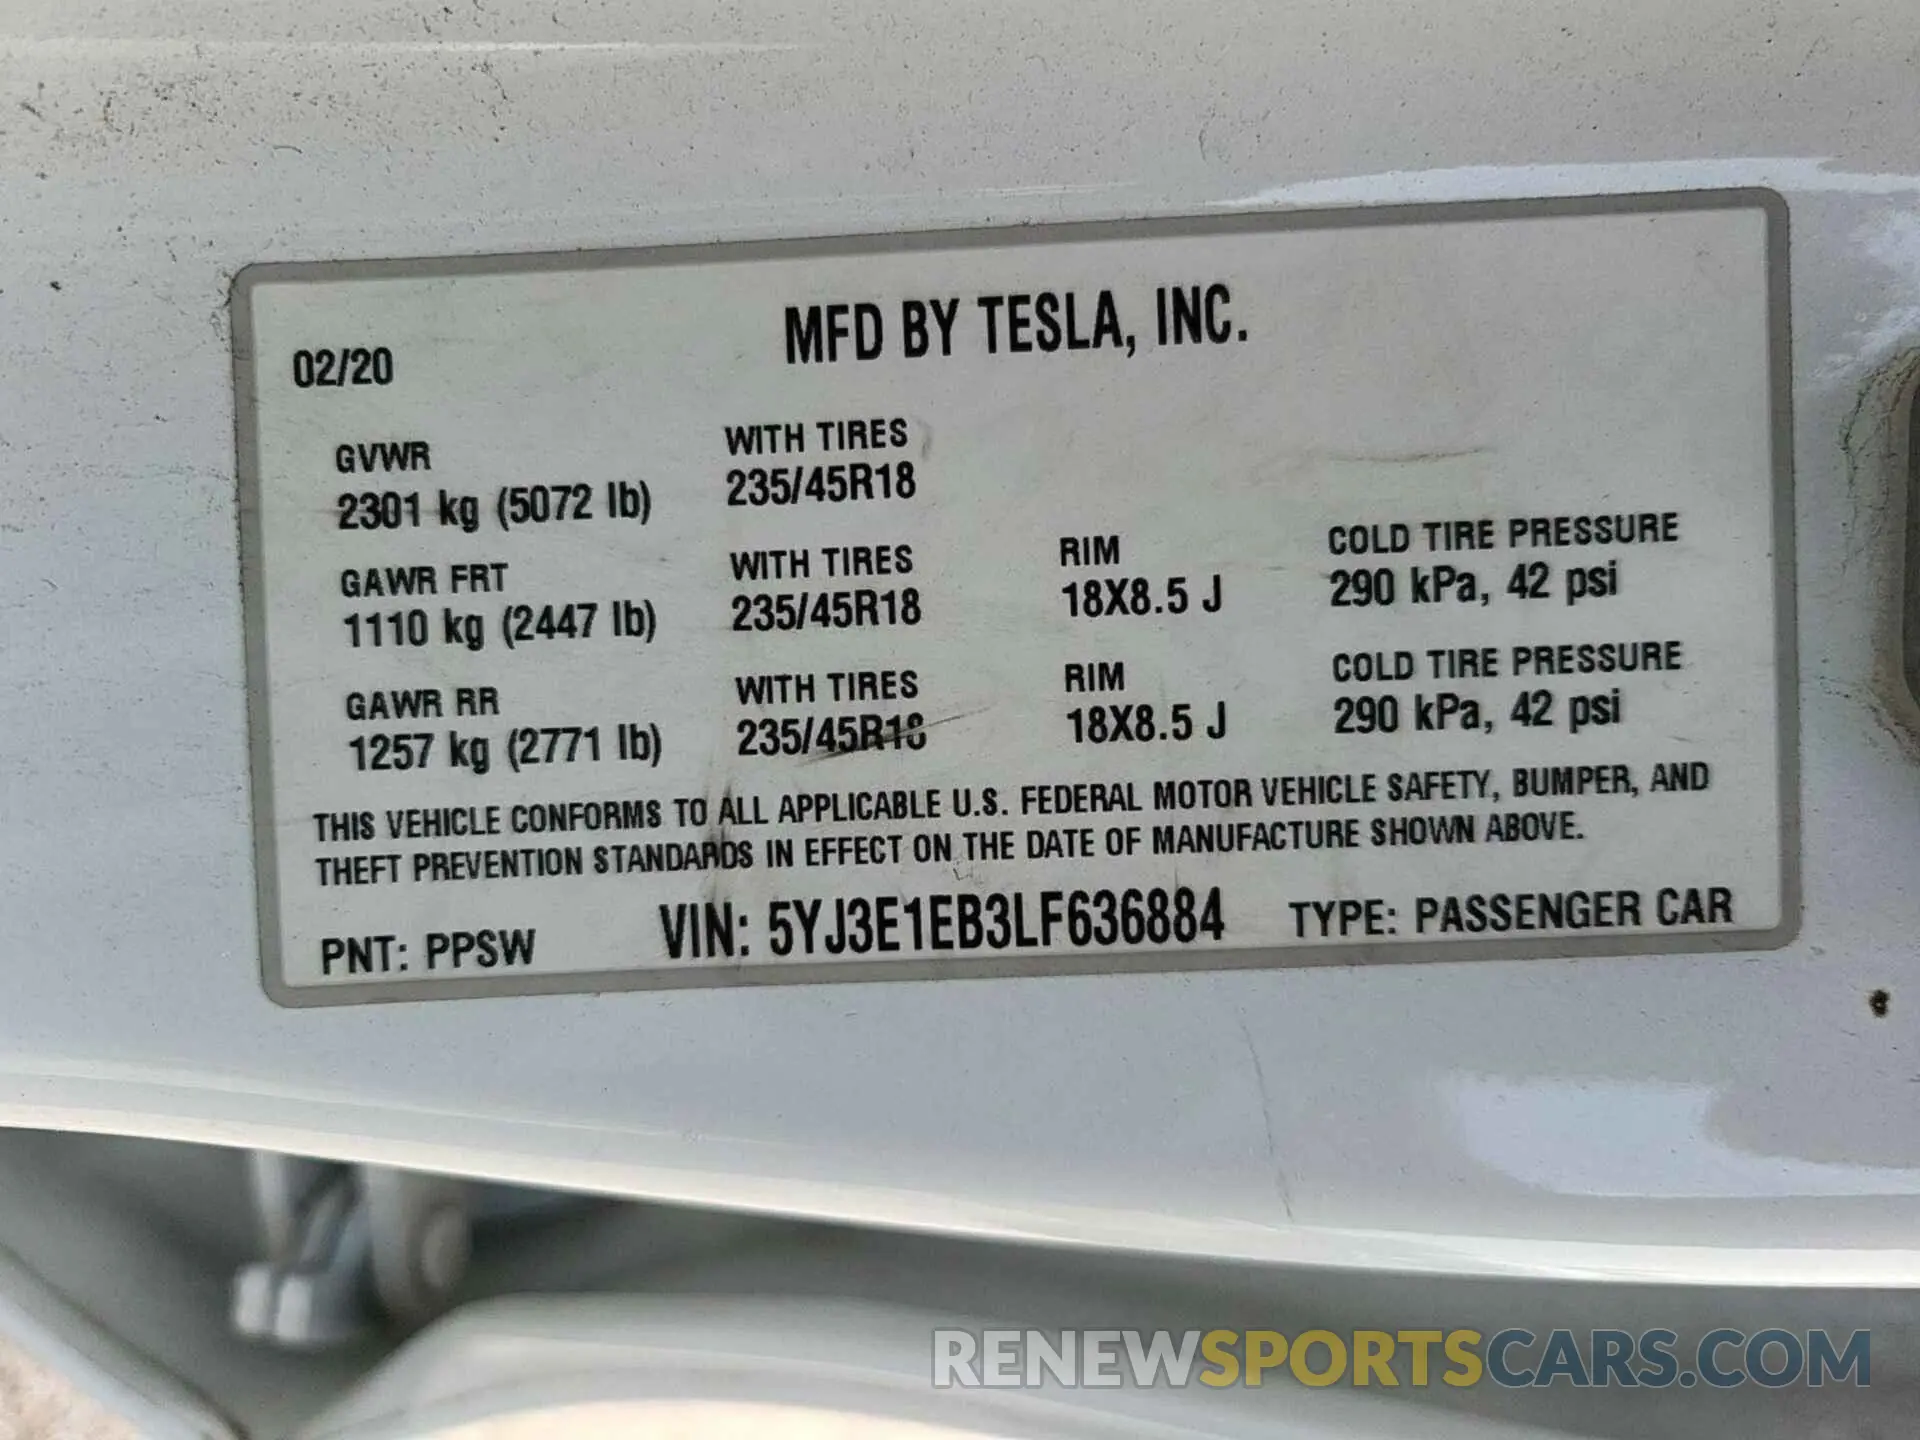 MFD BY TESLA, INC.
02/20
GVWR WITH TIRES
2301 kg (5072 lb) 235/45R18
GAWR FRT WITH TIRES RIM COLD TIRE PRESSURE
1110 kg (2447 lb) 235/45R18 18X8.5 J 290 kPa, 42 psi
GAWR RR WITH TIRES RIM COLD TIRE PRESSURE
1257 kg (2771 lb) 235/45R18 18X8.5 J 290 kPa, 42 psi
THIS VEHICLE CONFORMS TO ALL APPLICABLE U.S. FEDERAL MOTOR VEHICLE SAFETY, BUMPER, AND
THEFT PREVENTION STANDARDS IN EFFECT ON THE DATE OF MANUFACTURE SHOWN ABOVE.
PNT: PPSW VIN: 5YJ3E1EB3LF636884 TYPE: PASSENGER CAR
RENEWSPORTSCARS.COM